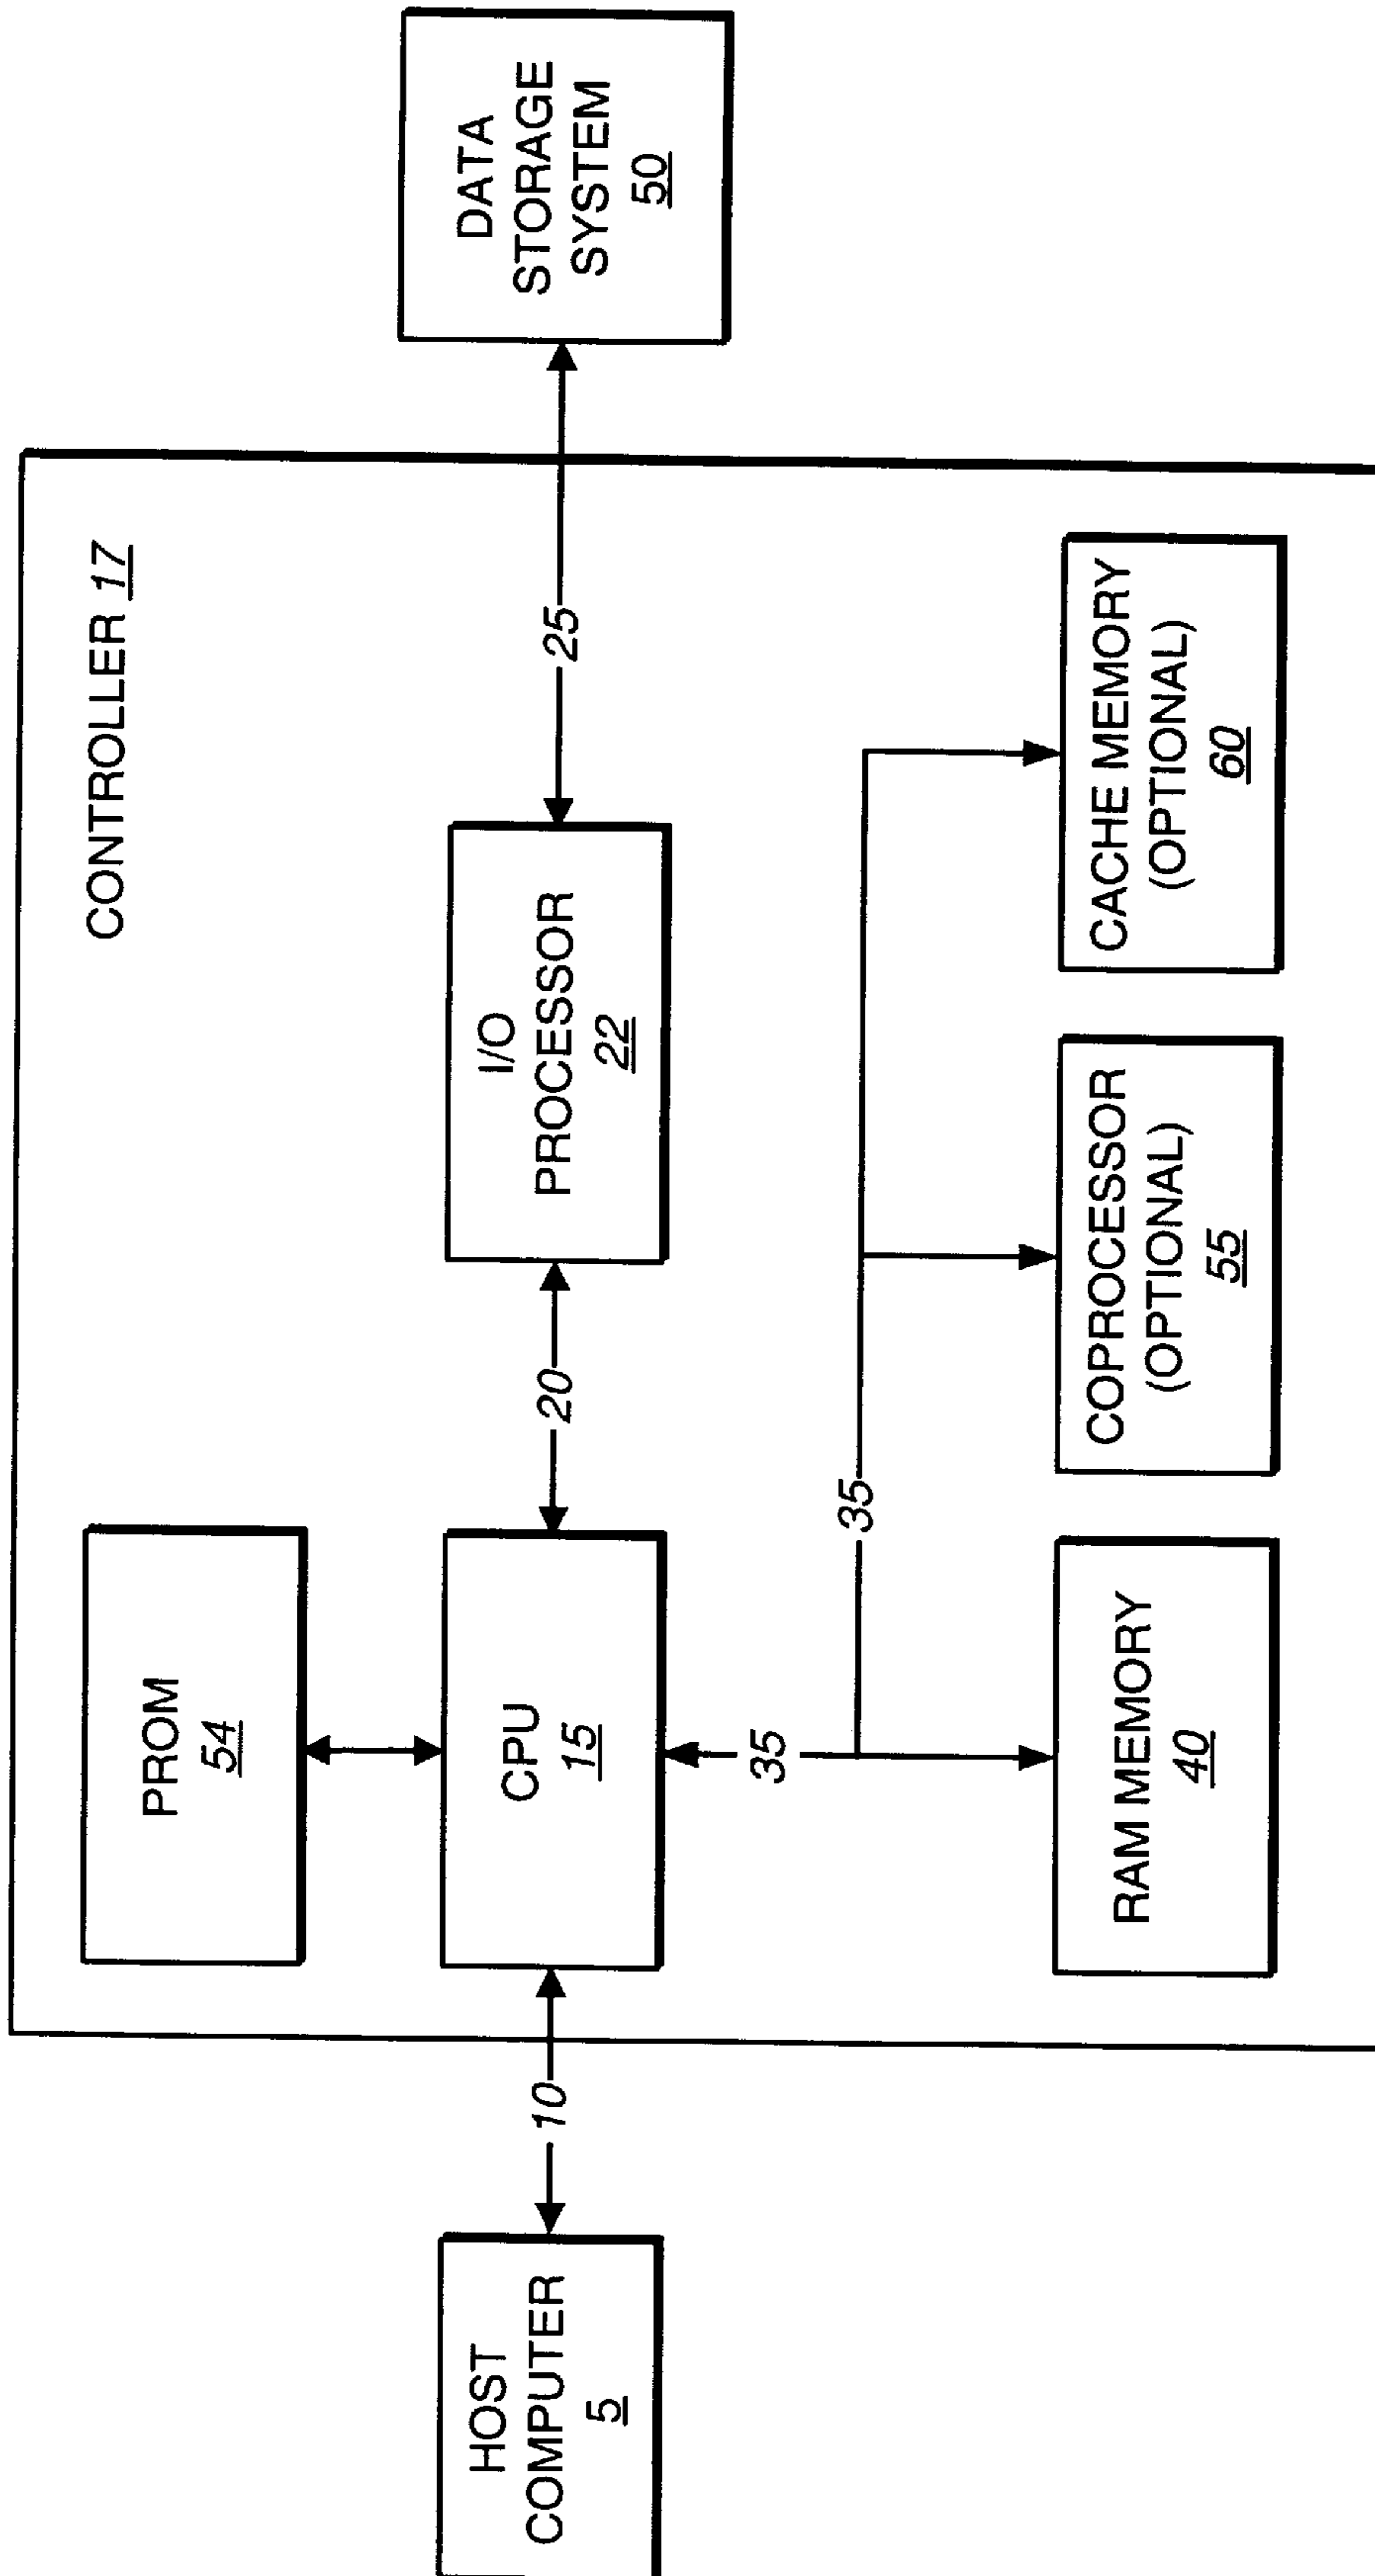 CONTROLLER 17
PROM
54
HOST
COMPUTER
5
10
CPU
15
20
I/O
PROCESSOR
22
25
DATA
STORAGE
SYSTEM
50
35
35
RAM MEMORY
40
COPROCESSOR
(OPTIONAL)
55
CACHE MEMORY
(OPTIONAL)
60